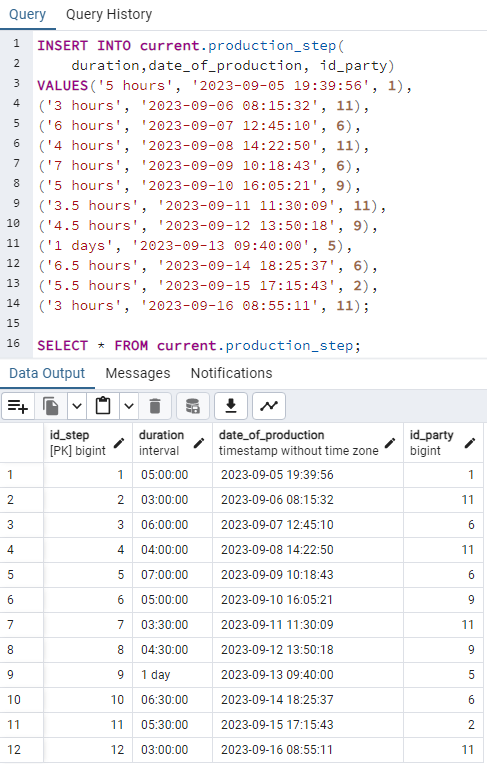 Query Query History
1 INSERT INTO current.production_step(
2 duration,date_of_production, id_party)
3 VALUES('5 hours', '2023-09-05 19:39:56', 1),
4 ('3 hours', '2023-09-06 08:15:32', 11),
5 ('6 hours', '2023-09-07 12:45:10', 6),
6 ('4 hours', '2023-09-08 14:22:50', 11),
7 ('7 hours', '2023-09-09 10:18:43', 6),
8 ('5 hours', '2023-09-10 16:05:21', 9),
9 ('3.5 hours', '2023-09-11 11:30:09', 11),
10 ('4.5 hours', '2023-09-12 13:50:18', 9),
11 ('1 days', '2023-09-13 09:40:00', 5),
12 ('6.5 hours', '2023-09-14 18:25:37', 6),
13 ('5.5 hours', '2023-09-15 17:15:43', 2),
14 ('3 hours', '2023-09-16 08:55:11', 11);
15
16 SELECT * FROM current.production_step;
Data Output Messages Notifications
id_step duration date_of_production id_party
[PK] bigint interval timestamp without time zone bigint
1 1 05:00:00 2023-09-05 19:39:56 1
2 2 03:00:00 2023-09-06 08:15:32 11
3 3 06:00:00 2023-09-07 12:45:10 6
4 4 04:00:00 2023-09-08 14:22:50 11
5 5 07:00:00 2023-09-09 10:18:43 6
6 6 05:00:00 2023-09-10 16:05:21 9
7 7 03:30:00 2023-09-11 11:30:09 11
8 8 04:30:00 2023-09-12 13:50:18 9
9 9 1 day 2023-09-13 09:40:00 5
10 10 06:30:00 2023-09-14 18:25:37 6
11 11 05:30:00 2023-09-15 17:15:43 2
12 12 03:00:00 2023-09-16 08:55:11 11